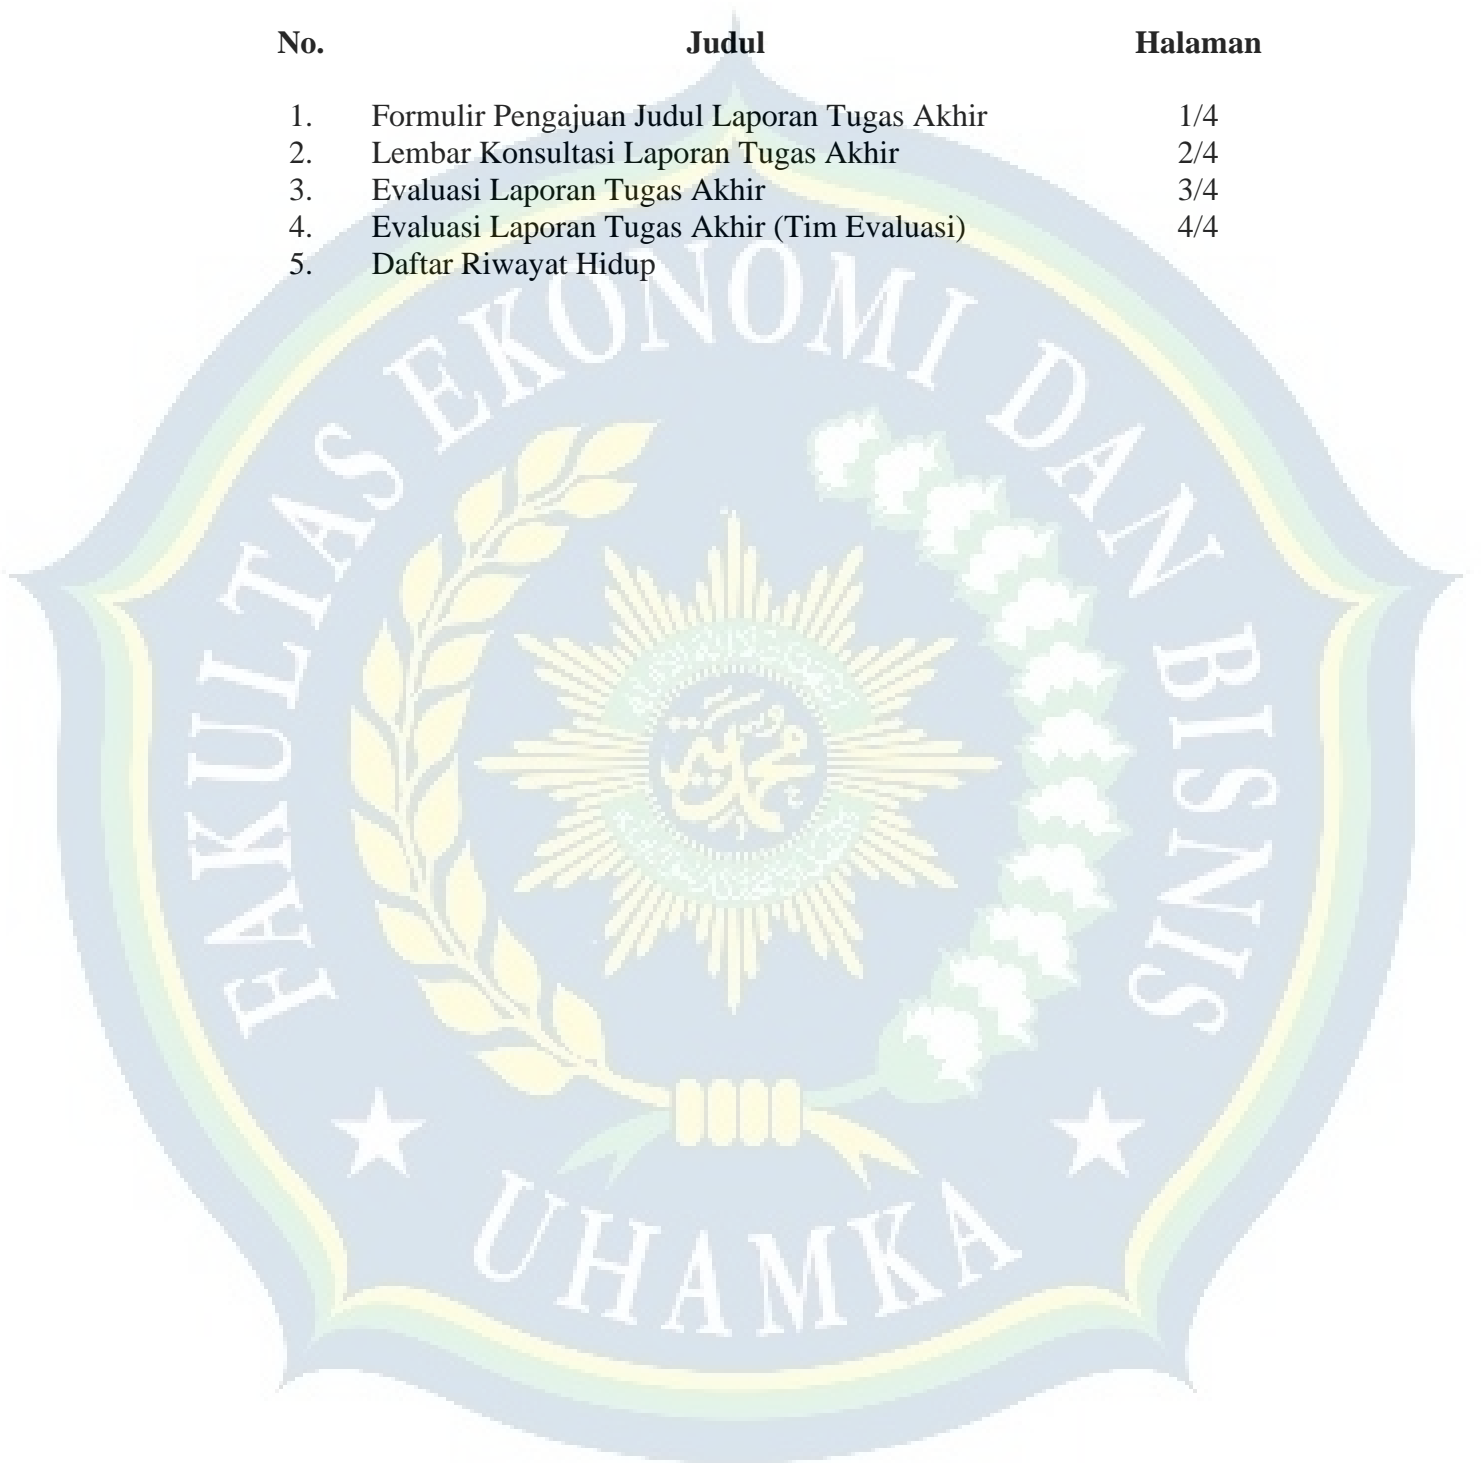 No. Judul Halaman
1. Formulir Pengajuan Judul Laporan Tugas Akhir 1/4
2. Lembar Konsultasi Laporan Tugas Akhir 2/4
3. Evaluasi Laporan Tugas Akhir 3/4
4. Evaluasi Laporan Tugas Akhir (Tim Evaluasi) 4/4
5. Daftar Riwayat Hidup
FAKULTAS EKONOMI DAN BISNIS
UHAMKA